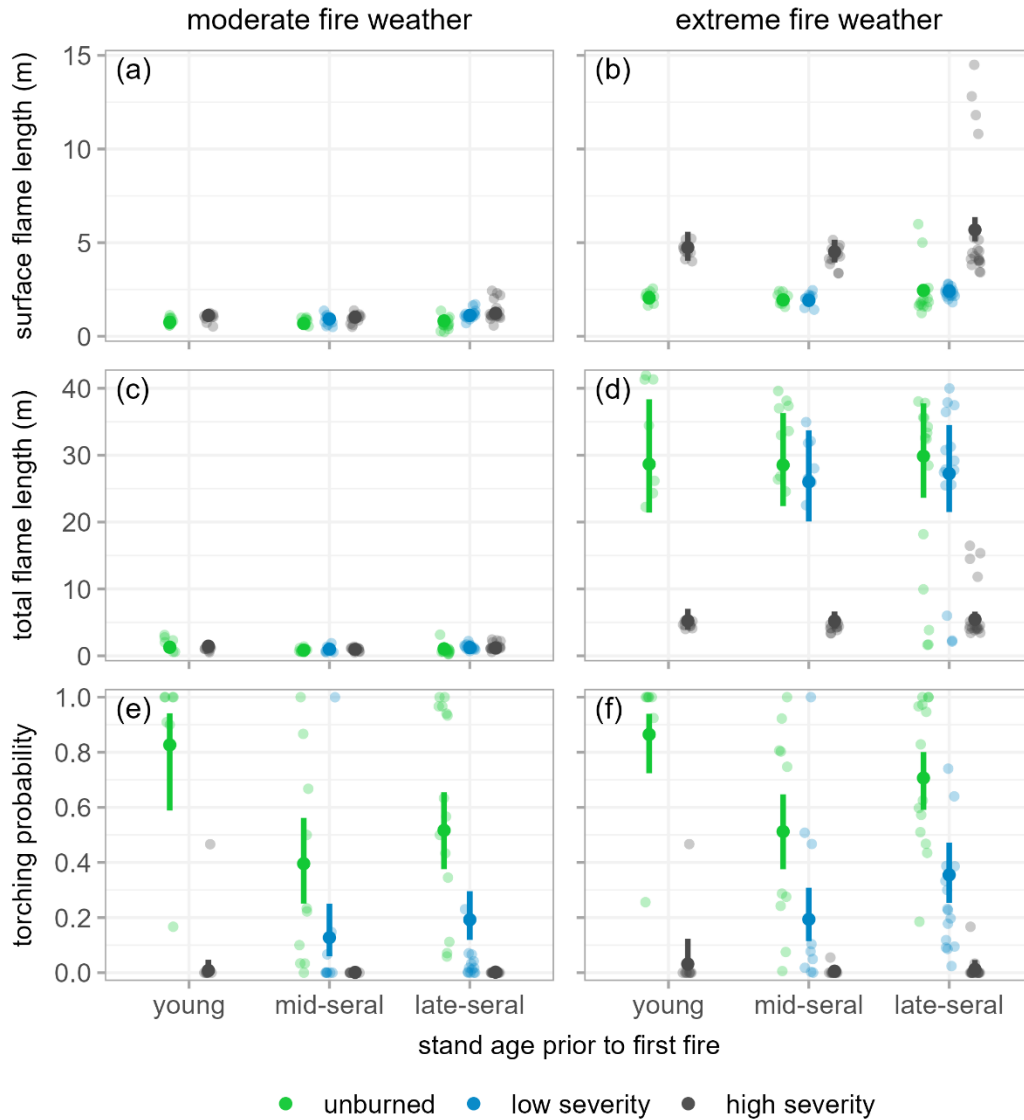 moderate fire weather
extreme fire weather
surface flame length (m)
15
10
5
0
(a)
(b)
total flame length (m)
40
30
20
10
0
(c)
(d)
torching probability
1.0
0.8
0.6
0.4
0.2
0.0
(e)
(f)
young
mid-seral
late-seral
young
mid-seral
late-seral
stand age prior to first fire
unburned
low severity
high severity